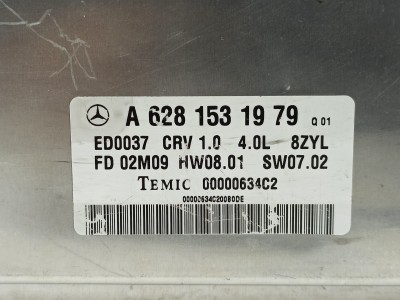 A 628 153 19 79 Q 01
ED0037 CRV 1.0 4.0L 8ZYL
FD 02M09 HW08.01 SW07.02
TEMIC 00000634C2
00000634C200B0DE